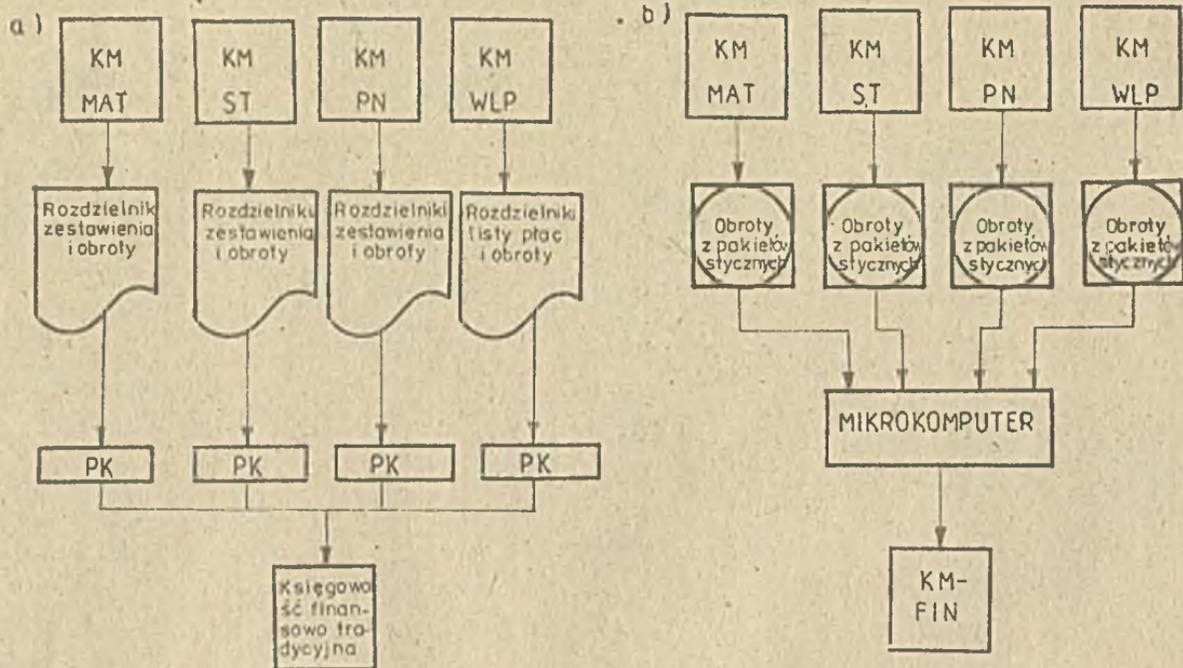 a)
KM
MAT
KM
ST
KM
PN
KM
WLP
Rozdzielnik
zestawienia
i obroty
Rozdzielniki
zestawienia
i obroty
Rozdzielniki
zestawienia
i obroty
Rozdzielniki
listy płac
i obroty
PK
PK
PK
PK
Księgowo
ść finan-
sowo tra-
dycyjna
b)
KM
MAT
KM
ST
KM
PN
KM
WLP
Obroty
z pakietów
stycznych
Obroty
z pakietów
stycznych
Obroty
z pakietów
stycznych
Obroty
z pakietów
stycznych
MIKROKOMPUTER
KM-
FIN